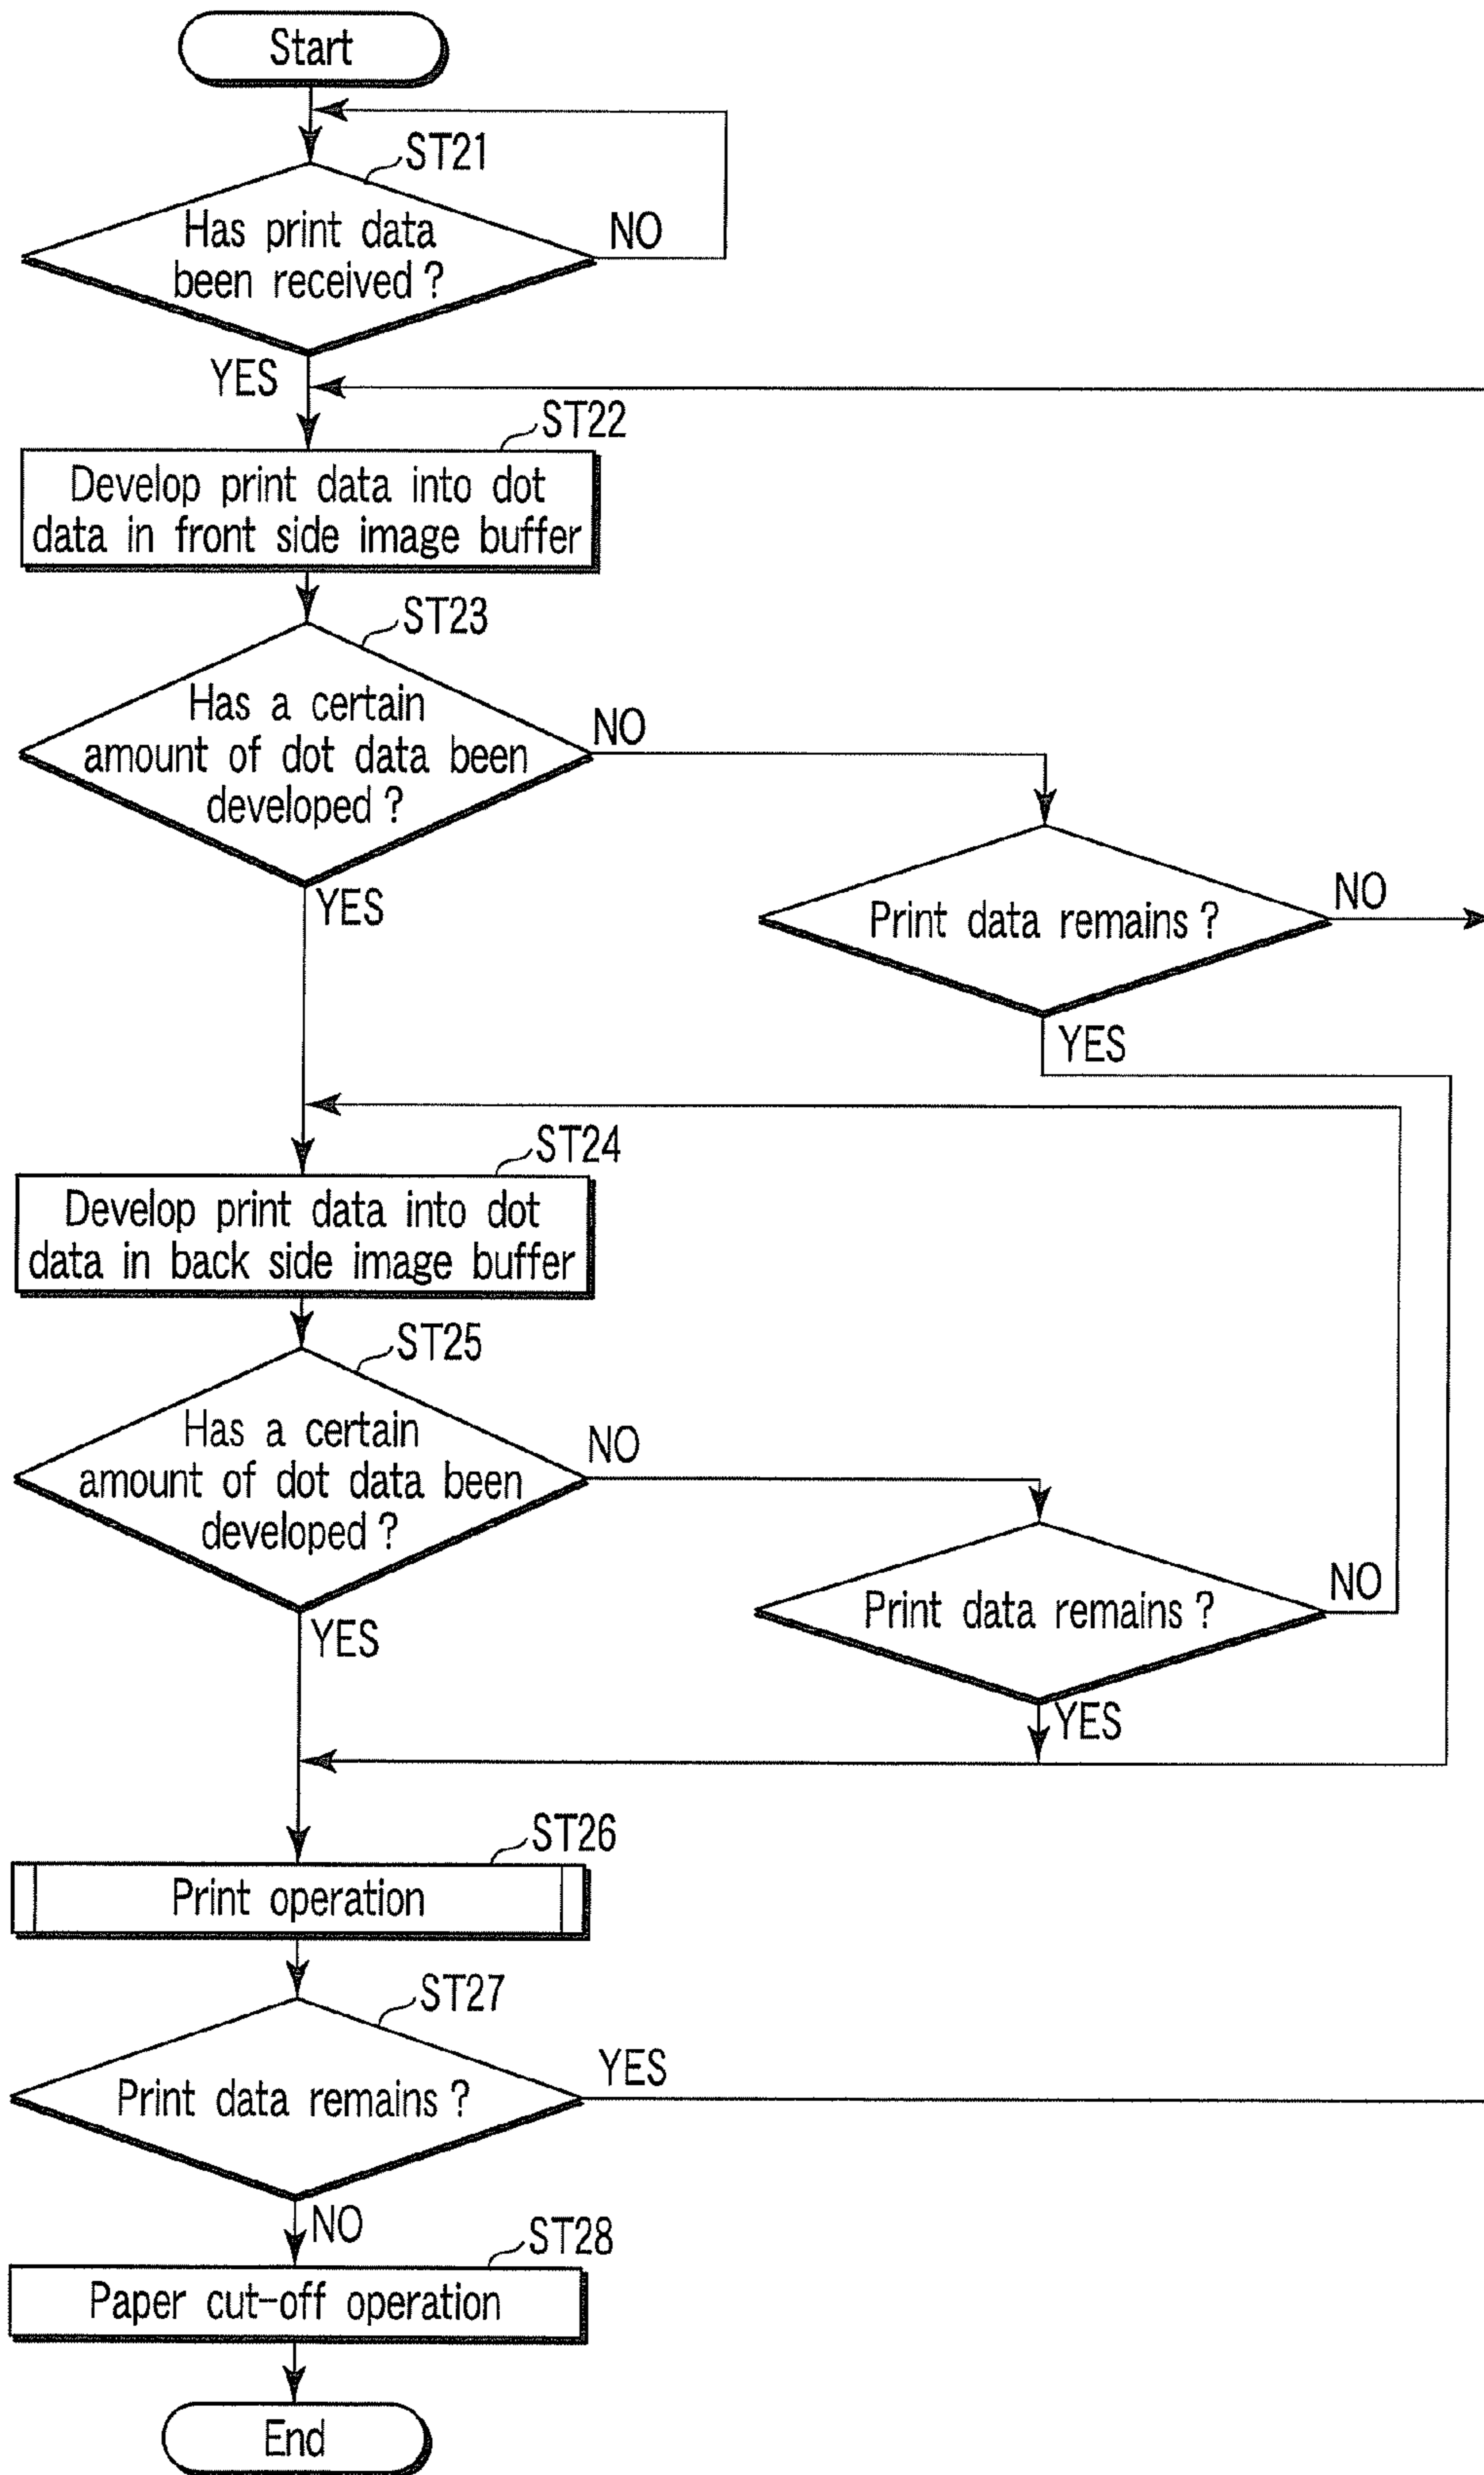 Start
ST21
Has print data
been received ?
NO
YES
ST22
Develop print data into dot
data in front side image buffer
ST23
Has a certain
amount of dot data been
developed ?
NO
YES
Print data remains ?
NO
YES
ST24
Develop print data into dot
data in back side image buffer
ST25
Has a certain
amount of dot data been
developed ?
NO
YES
Print data remains ?
NO
YES
ST26
Print operation
ST27
Print data remains ?
YES
NO
ST28
Paper cut-off operation
End